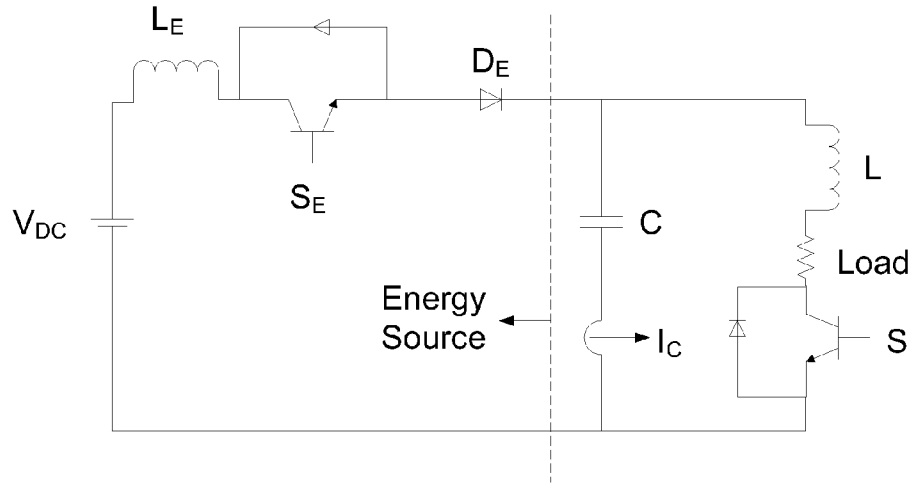 L_E
D_E
S_E
V_DC
C
L
Load
Energy
Source
I_C
S